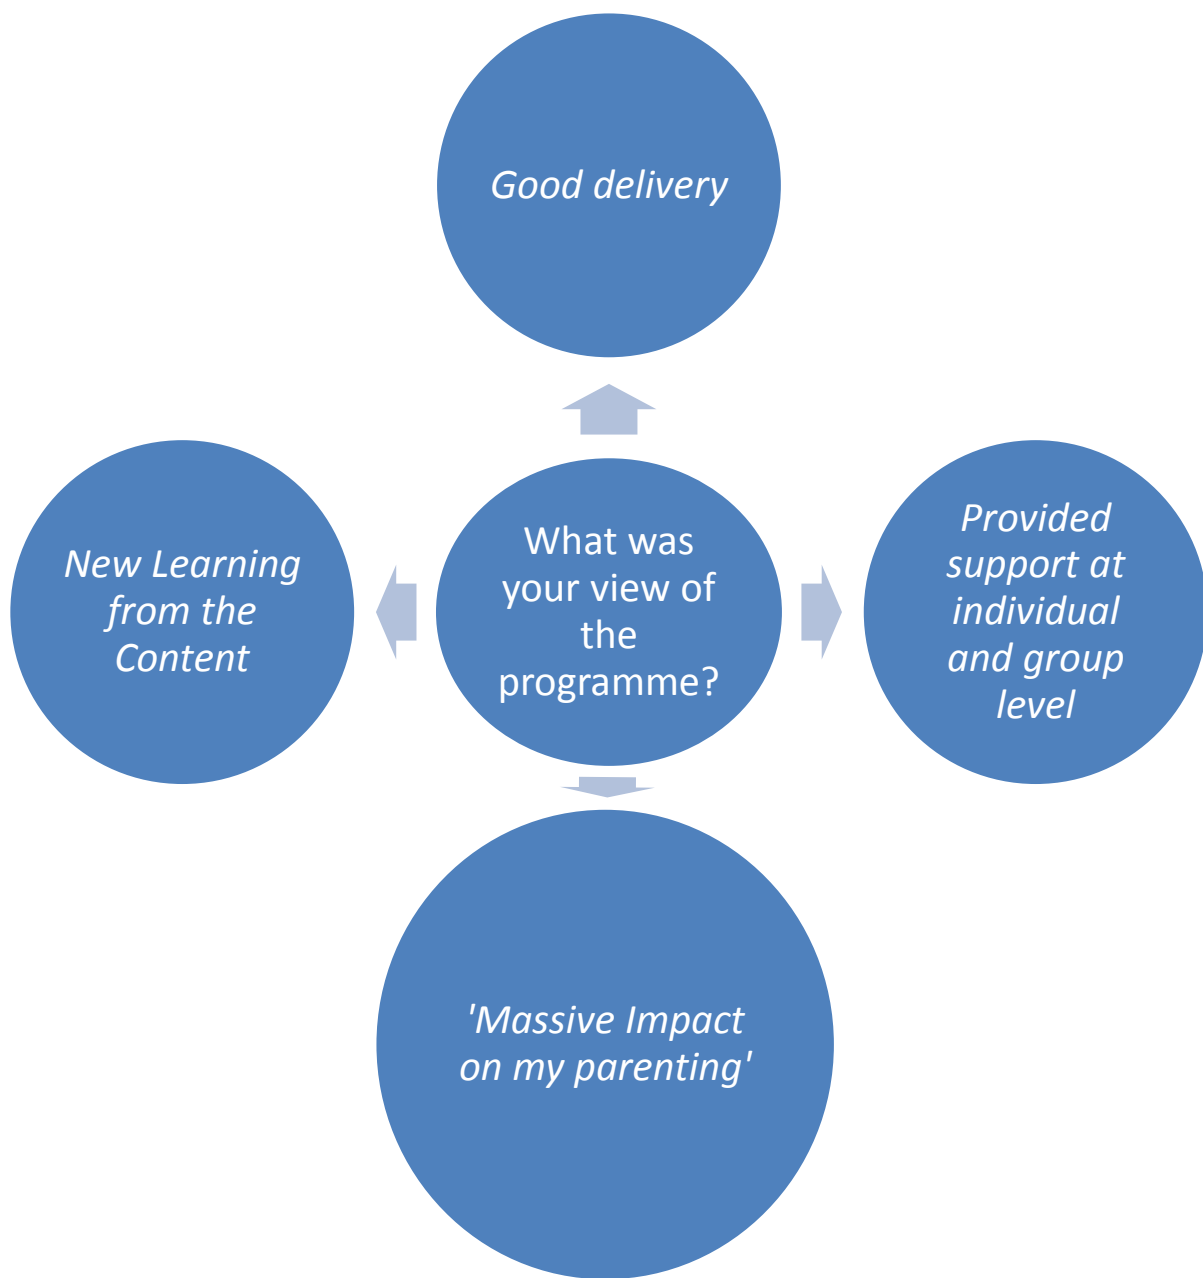 Good delivery
New Learning
from the
Content
What was
your view of
the
programme?
Provided
support at
individual
and group
level
'Massive Impact
on my parenting'